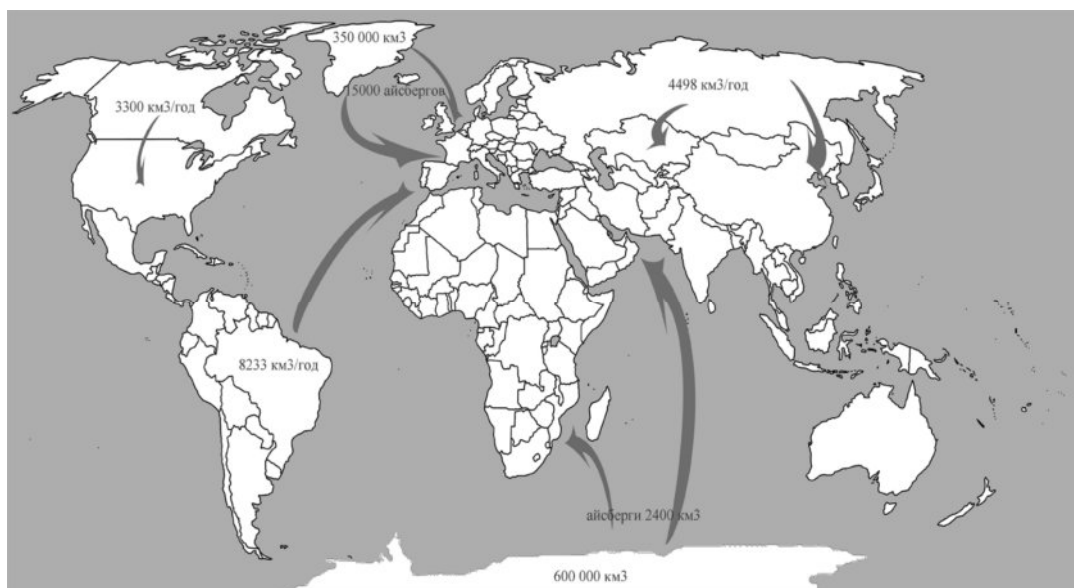 350 000 км3
15000 айсбергов
4498 км3/год
3300 км3/год
8233 км3/год
айсберги 2400 км3
600 000 км3